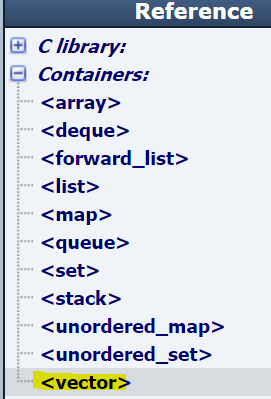 Reference
C library:
Containers:
<array>
<deque>
<forward_list>
<list>
<map>
<queue>
<set>
<stack>
<unordered_map>
<unordered_set>
<vector>